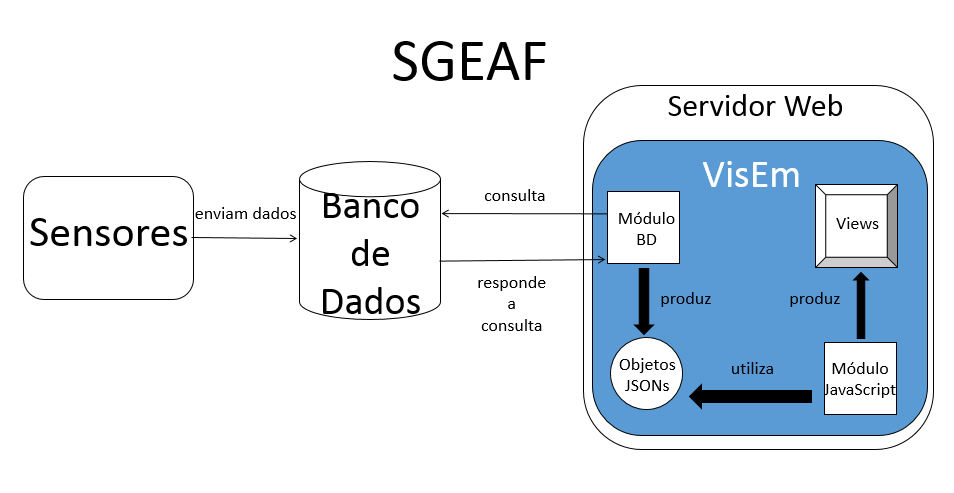 SGEAF
Servidor Web
VisEm
Sensores
enviam dados
Banco
de
Dados
consulta
responde
a
consulta
Módulo
BD
Views
produz
produz
Objetos
JSONs
utiliza
Módulo
JavaScript